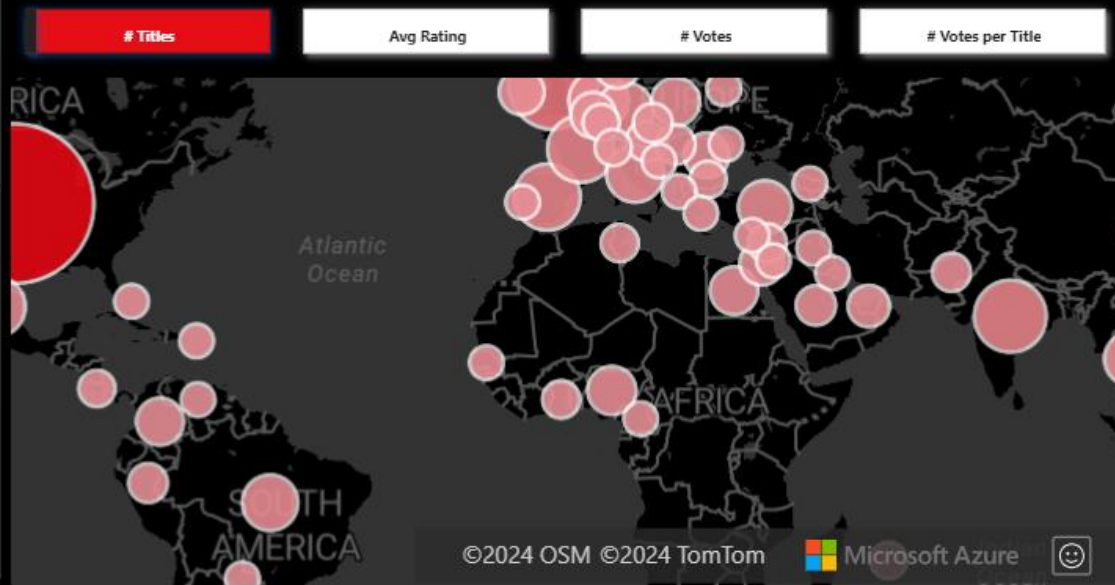 # Titles
Avg Rating
# Votes
# Votes per Title
RICA
EUROPE
Atlantic
Ocean
AFRICA
SOUTH
AMERICA
©2024 OSM ©2024 TomTom
Microsoft Azure